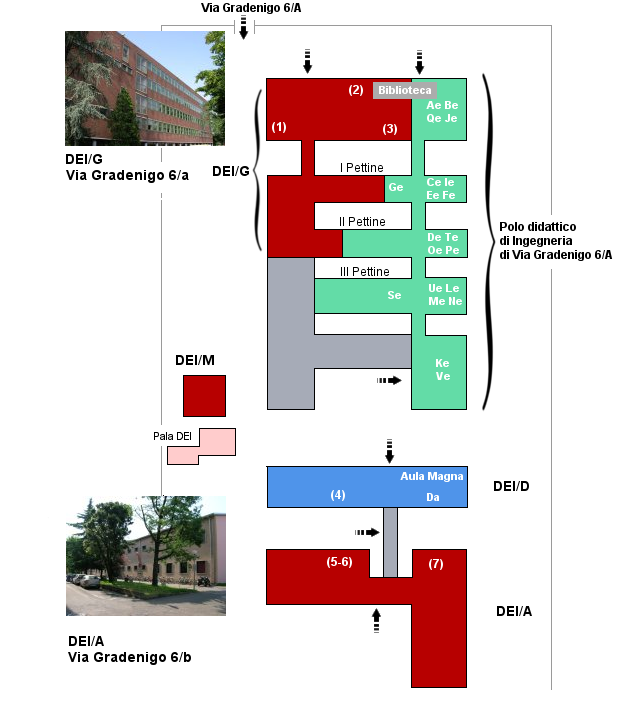 Via Gradenigo 6/A
(2)
Biblioteca
Ae Be
Qe Je
(1)
(3)
DEI/G
Via Gradenigo 6/a
DEI/G
I Pettine
Ge
Ce Ie
Ee Fe
II Pettine
De Te
Oe Pe
Polo didattico
di Ingegneria
di Via Gradenigo 6/A
III Pettine
Se
Ue Le
Me Ne
DEI/M
Ke
Ve
Pala DEI
Aula Magna
(4)
Da
DEI/D
(5-6)
(7)
DEI/A
DEI/A
Via Gradenigo 6/b